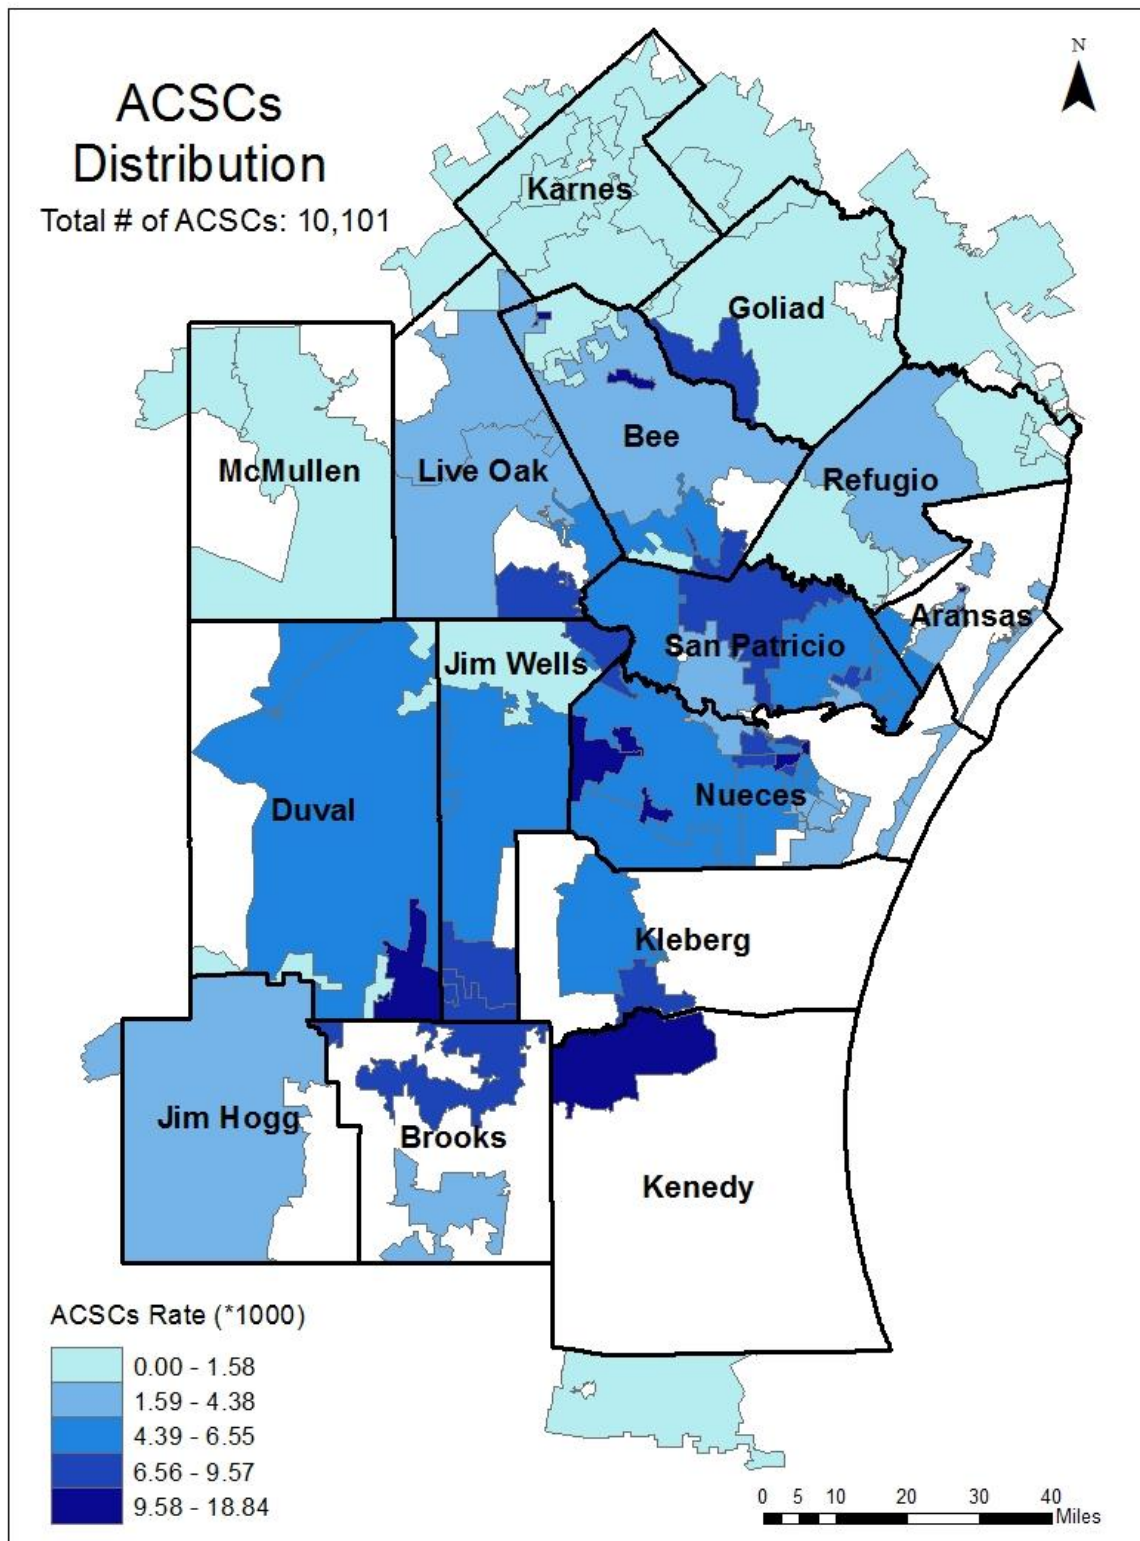 ACSCs
Distribution
Total # of ACSCs: 10,101
N
Karnes
Goliad
Bee
McMullen
Live Oak
Refugio
Aransas
San Patricio
Jim Wells
Nueces
Duval
Kleberg
Jim Hogg
Brooks
Kenedy
ACSCs Rate (*1000)
0.00 - 1.58
1.59 - 4.38
4.39 - 6.55
6.56 - 9.57
9.58 - 18.84
0 5 10 20 30 40
Miles